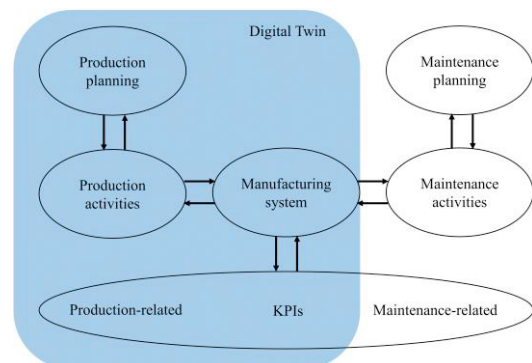 Digital Twin
Production
planning
Maintenance
planning
Production
activities
Manufacturing
system
Maintenance
activities
Production-related
KPIs
Maintenance-related